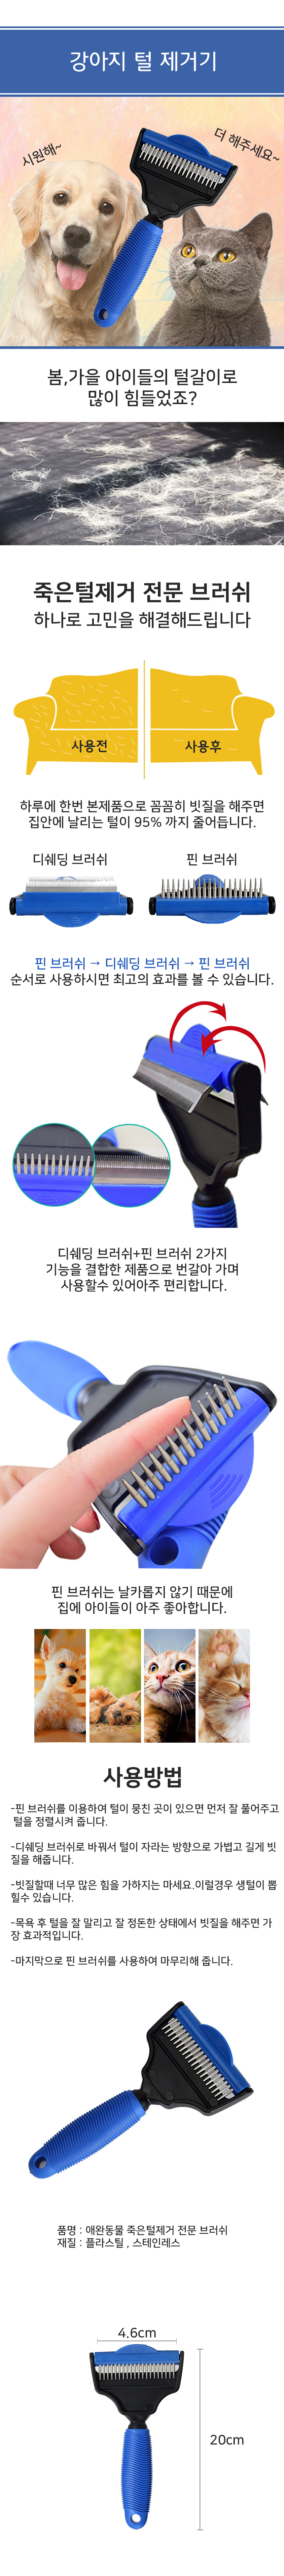 강아지 털 제거기
시원해~
더 해주세요~
봄,가을 아이들의 털갈이로
많이 힘들었죠?
죽은털제거 전문 브러쉬
하나로 고민을 해결해드립니다
사용전
사용후
하루에 한번 본제품으로 꼼꼼히 빗질을 해주면
집안에 날리는 털이 95% 까지 줄어듭니다.
디쉐딩 브러쉬
핀 브러쉬
핀 브러쉬 → 디쉐딩 브러쉬 → 핀 브러쉬
순서로 사용하시면 최고의 효과를 볼 수 있습니다.
디쉐딩 브러쉬+핀 브러쉬 2가지
기능을 결합한 제품으로 번갈아 가며
사용할수 있어아주 편리합니다.
핀 브러쉬는 날카롭지 않기 때문에
집에 아이들이 아주 좋아합니다.
사용방법
-핀 브러쉬를 이용하여 털이 뭉친 곳이 있으면 먼저 잘 풀어주고
털을 정렬시켜 줍니다.
-디쉐딩 브러쉬로 바꿔서 털이 자라는 방향으로 가볍고 길게 빗
질을 해줍니다.
-빗질할때 너무 많은 힘을 가하지는 마세요.이럴경우 생털이 뽑
힐수 있습니다.
-목욕 후 털을 잘 말리고 잘 정돈한 상태에서 빗질을 해주면 가
장 효과적입니다.
-마지막으로 핀 브러쉬를 사용하여 마무리해 줍니다.
품명 : 애완동물 죽은털제거 전문 브러쉬
재질 : 플라스틸 , 스테인레스
4.6cm
20cm